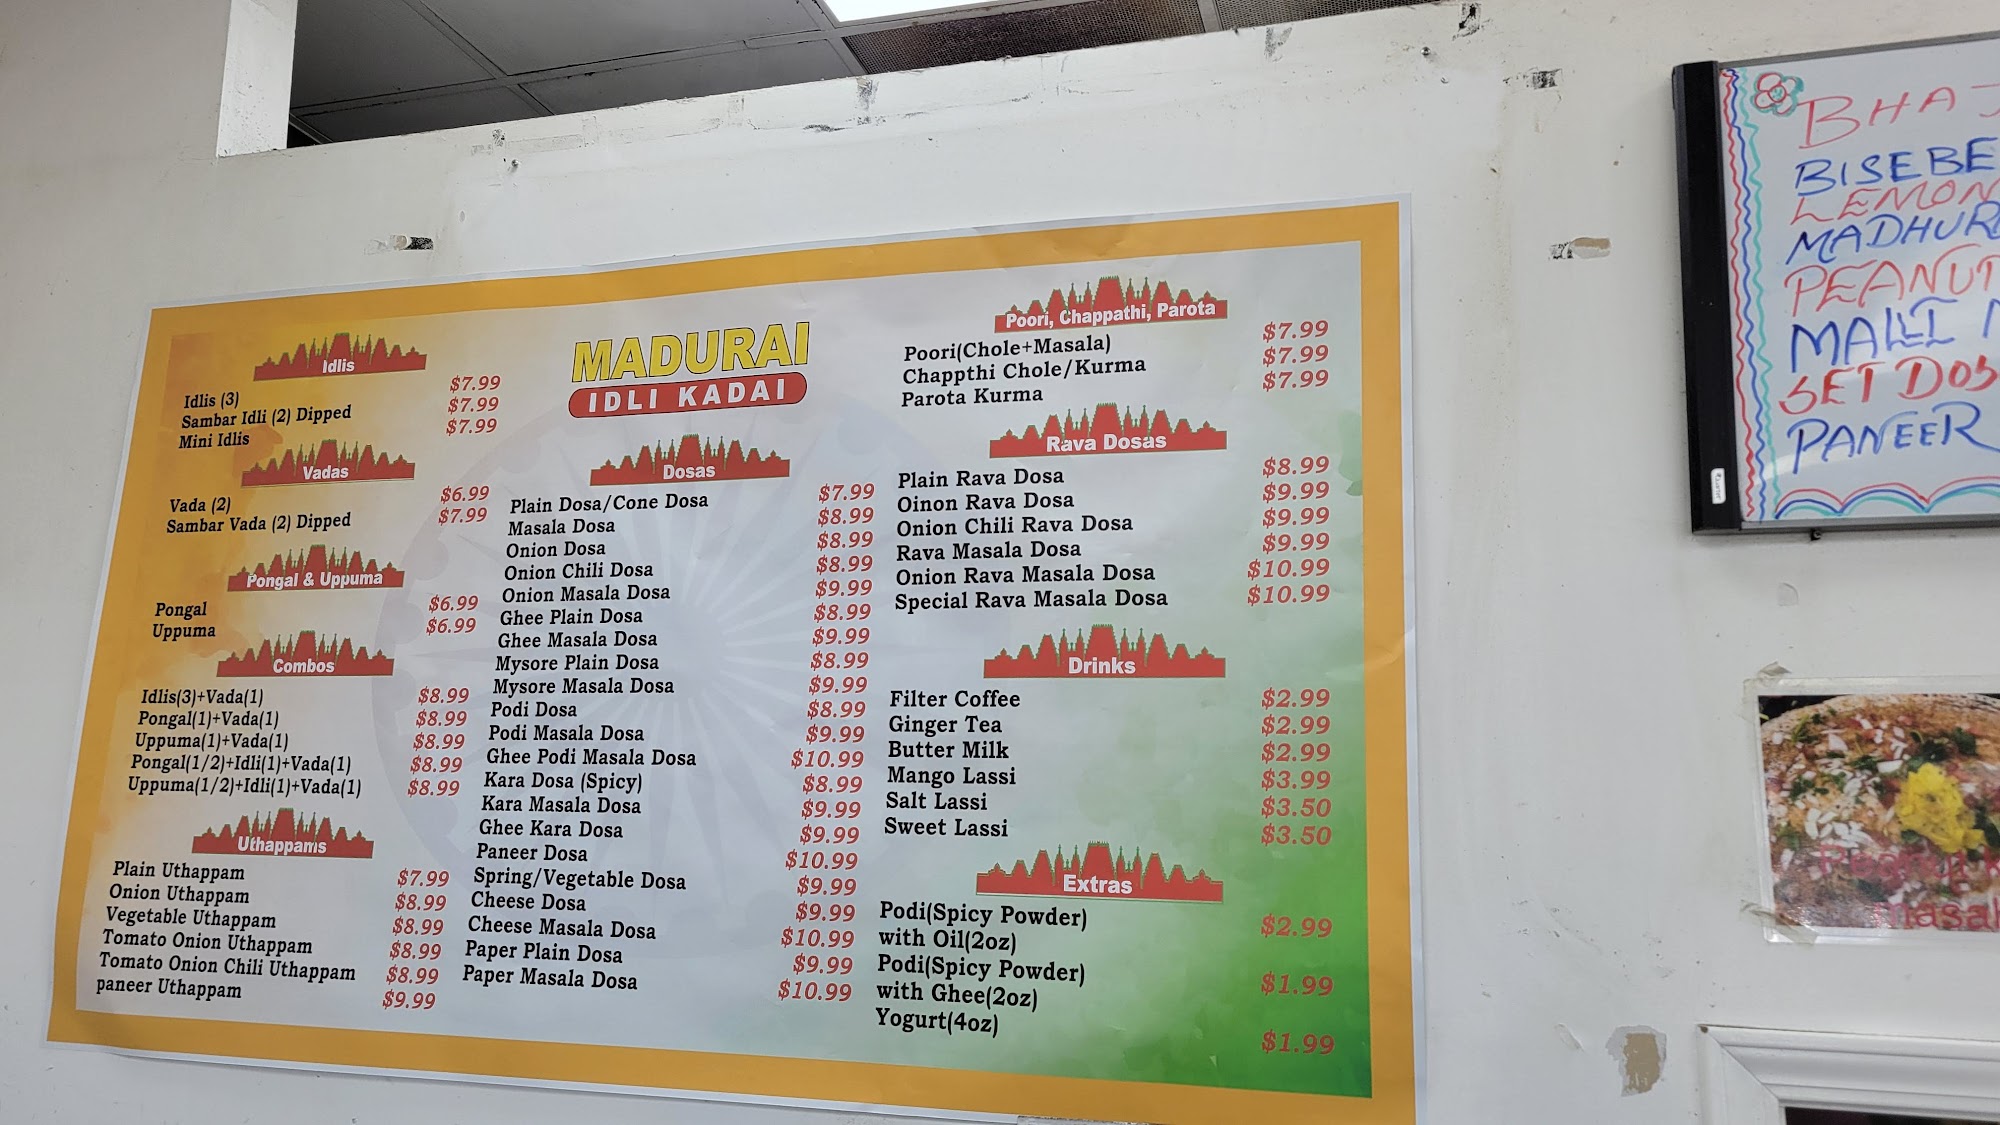 MADURAI
IDLI KADAI
Idlis
Idlis (3) $7.99
Sambar Idli (2) Dipped $7.99
Mini Idlis $7.99
Vadas
Vada (2) $6.99
Sambar Vada (2) Dipped $7.99
Pongal & Uppuma
Pongal $6.99
Uppuma $6.99
Combos
Idlis(3)+Vada(1) $8.99
Pongal(1)+Vada(1) $8.99
Uppuma(1)+Vada(1) $8.99
Pongal(1/2)+Idli(1)+Vada(1) $8.99
Uppuma(1/2)+Idli(1)+Vada(1) $8.99
Uthappams
Plain Uthappam $7.99
Onion Uthappam $8.99
Vegetable Uthappam $8.99
Tomato Onion Uthappam $8.99
Tomato Onion Chili Uthappam $8.99
paneer Uthappam $9.99
Dosas
Plain Dosa/Cone Dosa $7.99
Masala Dosa $8.99
Onion Dosa $8.99
Onion Chili Dosa $8.99
Onion Masala Dosa $9.99
Ghee Plain Dosa $8.99
Ghee Masala Dosa $9.99
Mysore Plain Dosa $8.99
Mysore Masala Dosa $9.99
Podi Dosa $8.99
Podi Masala Dosa $9.99
Ghee Podi Masala Dosa $10.99
Kara Dosa (Spicy) $8.99
Kara Masala Dosa $9.99
Ghee Kara Dosa $9.99
Paneer Dosa $10.99
Spring/Vegetable Dosa $9.99
Cheese Dosa $9.99
Cheese Masala Dosa $10.99
Paper Plain Dosa $9.99
Paper Masala Dosa $10.99
Poori, Chappathi, Parota
Poori(Chole+Masala) $7.99
Chappthi Chole/Kurma $7.99
Parota Kurma $7.99
Rava Dosas
Plain Rava Dosa $8.99
Oinon Rava Dosa $9.99
Onion Chili Rava Dosa $9.99
Rava Masala Dosa $9.99
Onion Rava Masala Dosa $10.99
Special Rava Masala Dosa $10.99
Drinks
Filter Coffee $2.99
Ginger Tea $2.99
Butter Milk $2.99
Mango Lassi $3.99
Salt Lassi $3.50
Sweet Lassi $3.50
Extras
Podi(Spicy Powder)
with Oil(2oz) $2.99
Podi(Spicy Powder)
with Ghee(2oz) $1.99
Yogurt(4oz) $1.99
BHAJ
BISEBE
LEMON
MADHUR
PEANUT
SET DOS
PANEER
masal